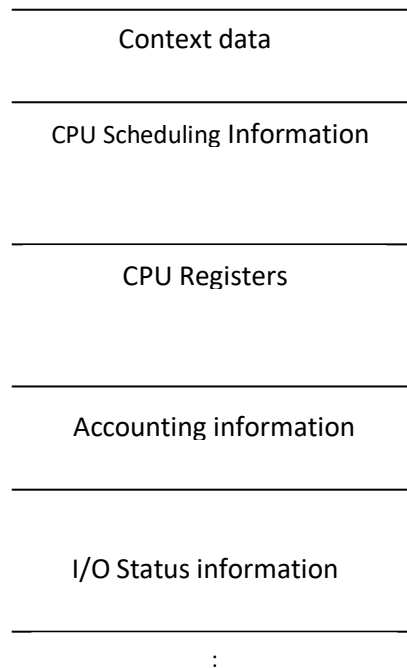 Context data
CPU Scheduling Information
CPU Registers
Accounting information
I/O Status information
: